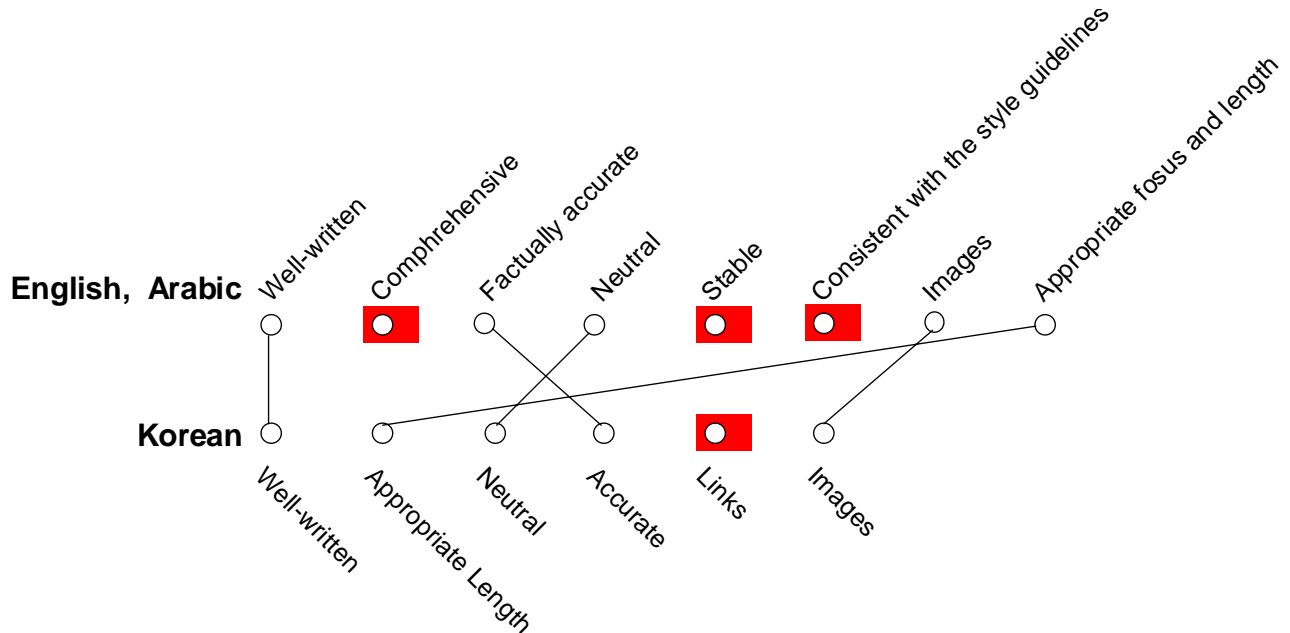 Well-written
Comphrehensive
Factually accurate
Neutral
Stable
Consistent with the style guidelines
Images
Appropriate fosus and length
English, Arabic
Korean
Well-written
Appropriate Length
Neutral
Accurate
Links
Images